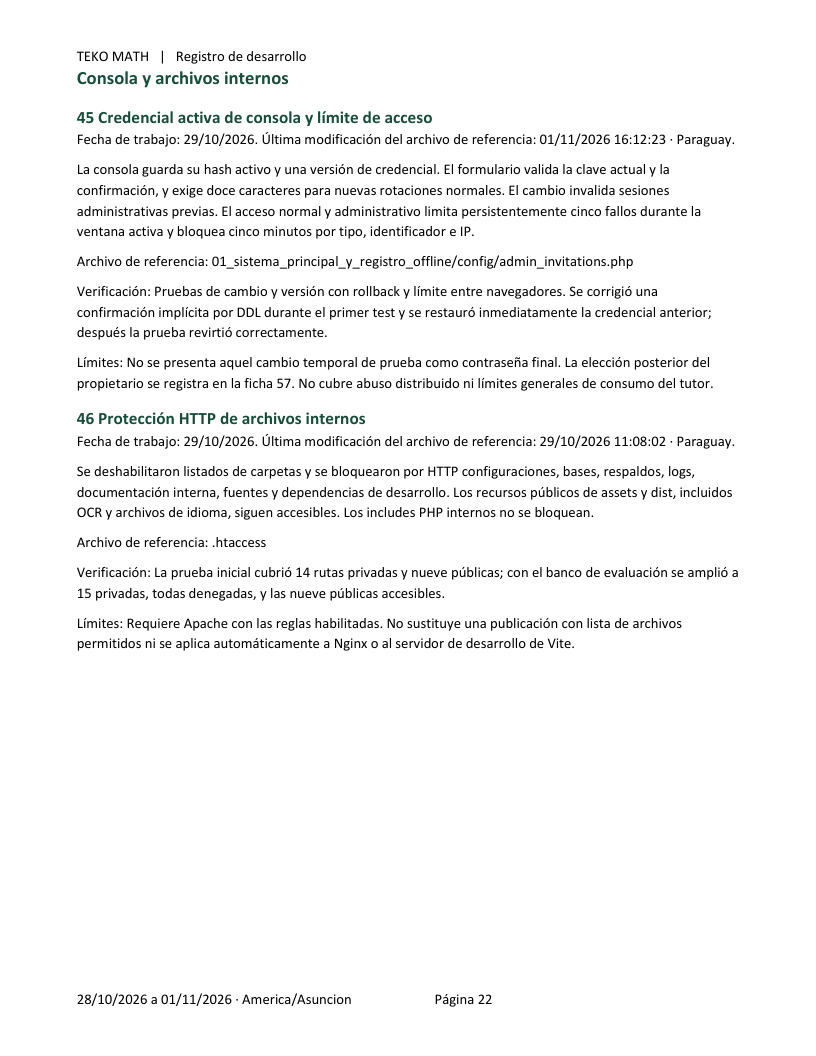 TEKO MATH | Registro de desarrollo
Consola y archivos internos
45 Credencial activa de consola y límite de acceso
Fecha de trabajo: 29/10/2026. Última modificación del archivo de referencia: 01/11/2026 16:12:23 · Paraguay.
La consola guarda su hash activo y una versión de credencial. El formulario valida la clave actual y la
confirmación, y exige doce caracteres para nuevas rotaciones normales. El cambio invalida sesiones
administrativas previas. El acceso normal y administrativo limita persistentemente cinco fallos durante la
ventana activa y bloquea cinco minutos por tipo, identificador e IP.
Archivo de referencia: 01_sistema_principal_y_registro_offline/config/admin_invitations.php
Verificación: Pruebas de cambio y versión con rollback y límite entre navegadores. Se corrigió una
confirmación implícita por DDL durante el primer test y se restauró inmediatamente la credencial anterior;
después la prueba revirtió correctamente.
Límites: No se presenta aquel cambio temporal de prueba como contraseña final. La elección posterior del
propietario se registra en la ficha 57. No cubre abuso distribuido ni límites generales de consumo del tutor.
46 Protección HTTP de archivos internos
Fecha de trabajo: 29/10/2026. Última modificación del archivo de referencia: 29/10/2026 11:08:02 · Paraguay.
Se deshabilitaron listados de carpetas y se bloquearon por HTTP configuraciones, bases, respaldos, logs,
documentación interna, fuentes y dependencias de desarrollo. Los recursos públicos de assets y dist, incluidos
OCR y archivos de idioma, siguen accesibles. Los includes PHP internos no se bloquean.
Archivo de referencia: .htaccess
Verificación: La prueba inicial cubrió 14 rutas privadas y nueve públicas; con el banco de evaluación se amplió a
15 privadas, todas denegadas, y las nueve públicas accesibles.
Límites: Requiere Apache con las reglas habilitadas. No sustituye una publicación con lista de archivos
permitidos ni se aplica automáticamente a Nginx o al servidor de desarrollo de Vite.
28/10/2026 a 01/11/2026 · America/Asuncion Página 22